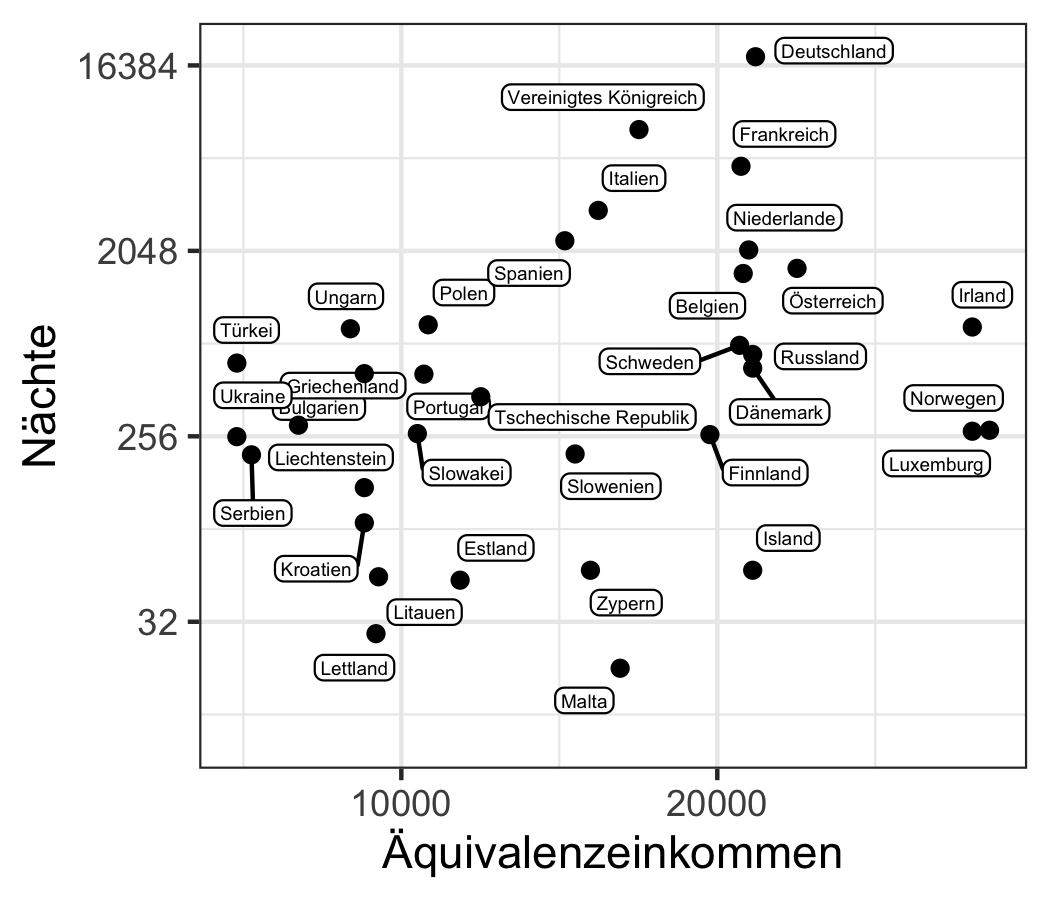 16384
Deutschland
Vereinigtes Königreich
Frankreich
Italien
Niederlande
2048
Spanien
Polen
Ungarn
Belgien
Österreich
Irland
Türkei
Schweden
Russland
Griechenland
Ukraine
Bulgarien
Portugal
Tschechische Republik
Dänemark
Norwegen
256
Liechtenstein
Slowakei
Slowenien
Finnland
Luxemburg
Serbien
Kroatien
Estland
Island
Litauen
Zypern
32
Lettland
Malta
10000
20000
Äquivalenzeinkommen
Nächte